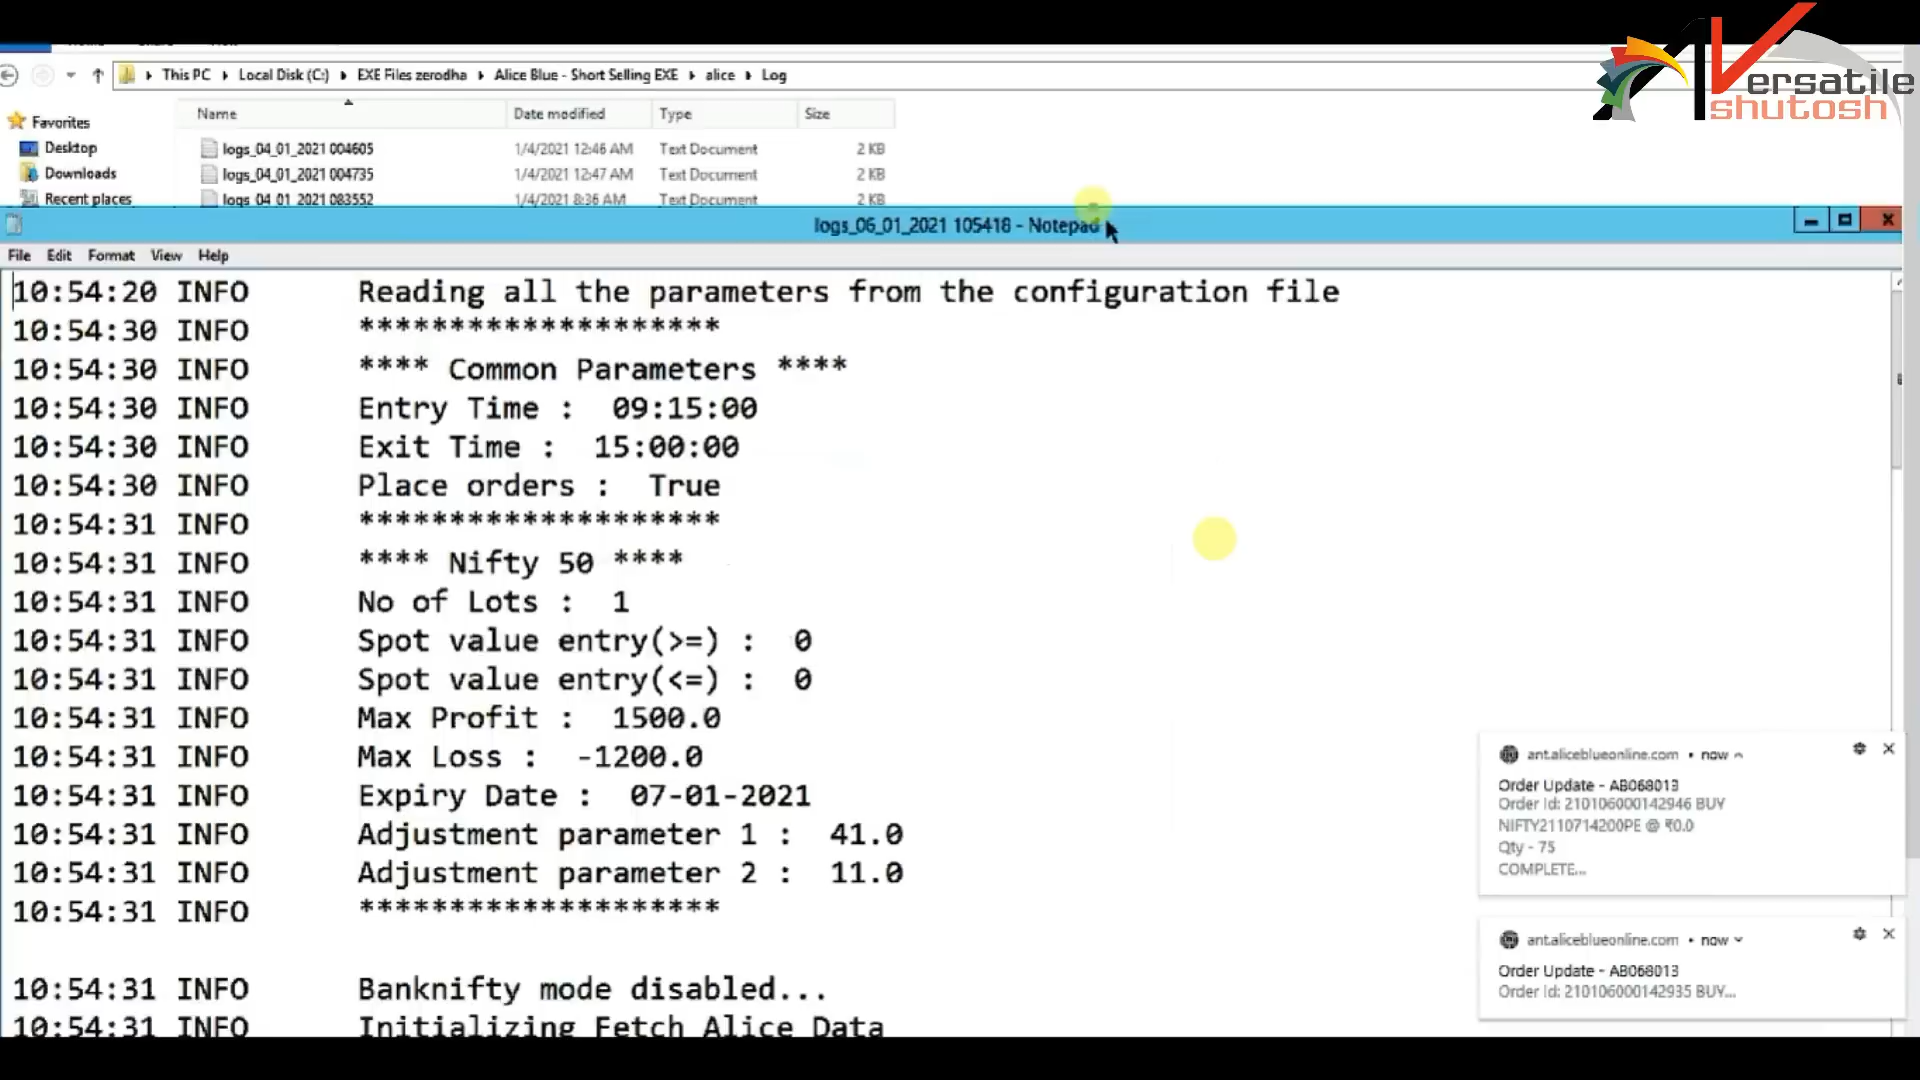 Versatile
shutosh
This PC Local Disk (C:) EXE Files zerodha Alice Blue - Short Selling EXE alice Log
Name Date modified Type Size
Favorites
Desktop
Downloads
Recent places
logs_04_01_2021 004605 1/4/2021 12:46 AM Text Document 2 KB
logs_04_01_2021 004735 1/4/2021 12:47 AM Text Document 2 KB
logs_04_01_2021 083552 1/4/2021 8:36 AM Text Document 2 KB
logs_06_01_2021 105418 - Notepad
File Edit Format View Help
10:54:20 INFO Reading all the parameters from the configuration file
10:54:30 INFO ********************
10:54:30 INFO **** Common Parameters ****
10:54:30 INFO Entry Time : 09:15:00
10:54:30 INFO Exit Time : 15:00:00
10:54:30 INFO Place orders : True
10:54:31 INFO ********************
10:54:31 INFO **** Nifty 50 ****
10:54:31 INFO No of Lots : 1
10:54:31 INFO Spot value entry(>=) : 0
10:54:31 INFO Spot value entry(<=) : 0
10:54:31 INFO Max Profit : 1500.0
10:54:31 INFO Max Loss : -1200.0
10:54:31 INFO Expiry Date : 07-01-2021
10:54:31 INFO Adjustment parameter 1 : 41.0
10:54:31 INFO Adjustment parameter 2 : 11.0
10:54:31 INFO ********************
10:54:31 INFO Banknifty mode disabled...
10:54:31 INFO Initializing Fetch Alice Data
ant.aliceblueonline.com • now
Order Update - AB068013
Order Id: 210106000142946 BUY
NIFTY2110714200PE @ ₹0.0
Qty - 75
COMPLETE...
ant.aliceblueonline.com • now
Order Update - AB068013
Order Id: 210106000142935 BUY...